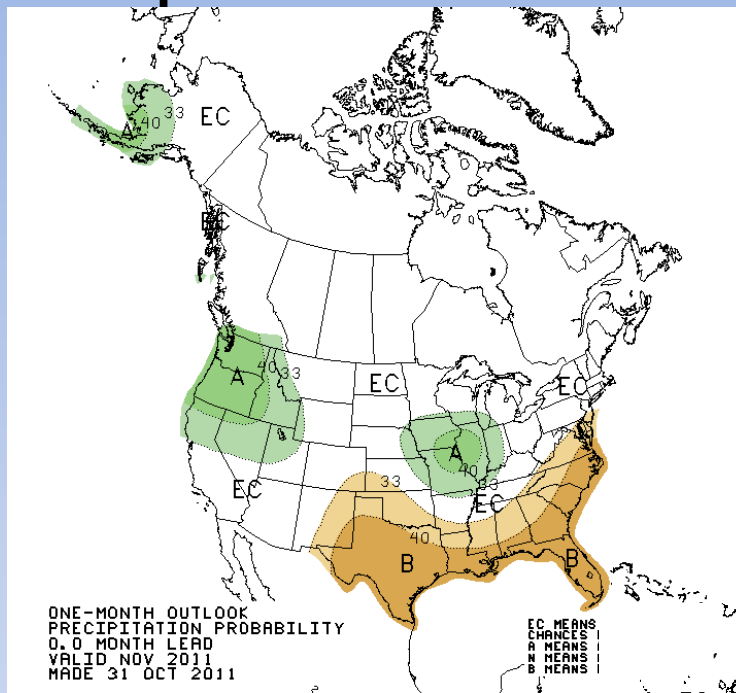 33
A 40
EC
EC
40
33
A
EC
EC
A
40
33
33
EC
EC
40
B
B
ONE-MONTH OUTLOOK
PRECIPITATION PROBABILITY
0.0 MONTH LEAD
VALID NOV 2011
MADE 31 OCT 2011
EC MEANS
CHANCES
A MEANS
N MEANS
B MEANS